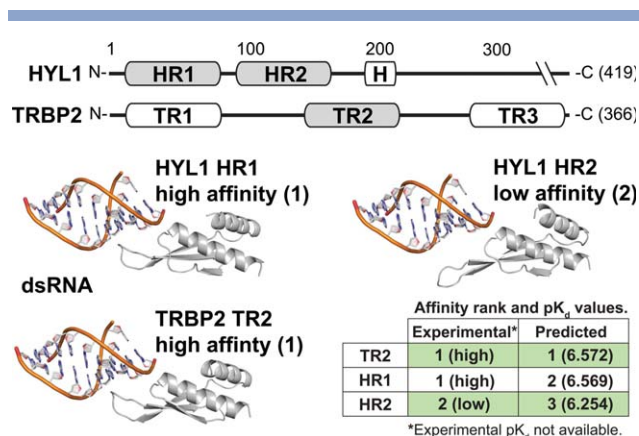 1 100 200 300
HYL1 N- HR1 HR2 H -C (419)
TRBP2 N- TR1 TR2 TR3 -C (366)
HYL1 HR1
high affinity (1)
HYL1 HR2
low affinity (2)
dsRNA
TRBP2 TR2
high affinty (1)
Affinity rank and pKd values.
Experimental* Predicted
TR2 1 (high) 1 (6.572)
HR1 1 (high) 2 (6.569)
HR2 2 (low) 3 (6.254)
*Experimental pKd not available.